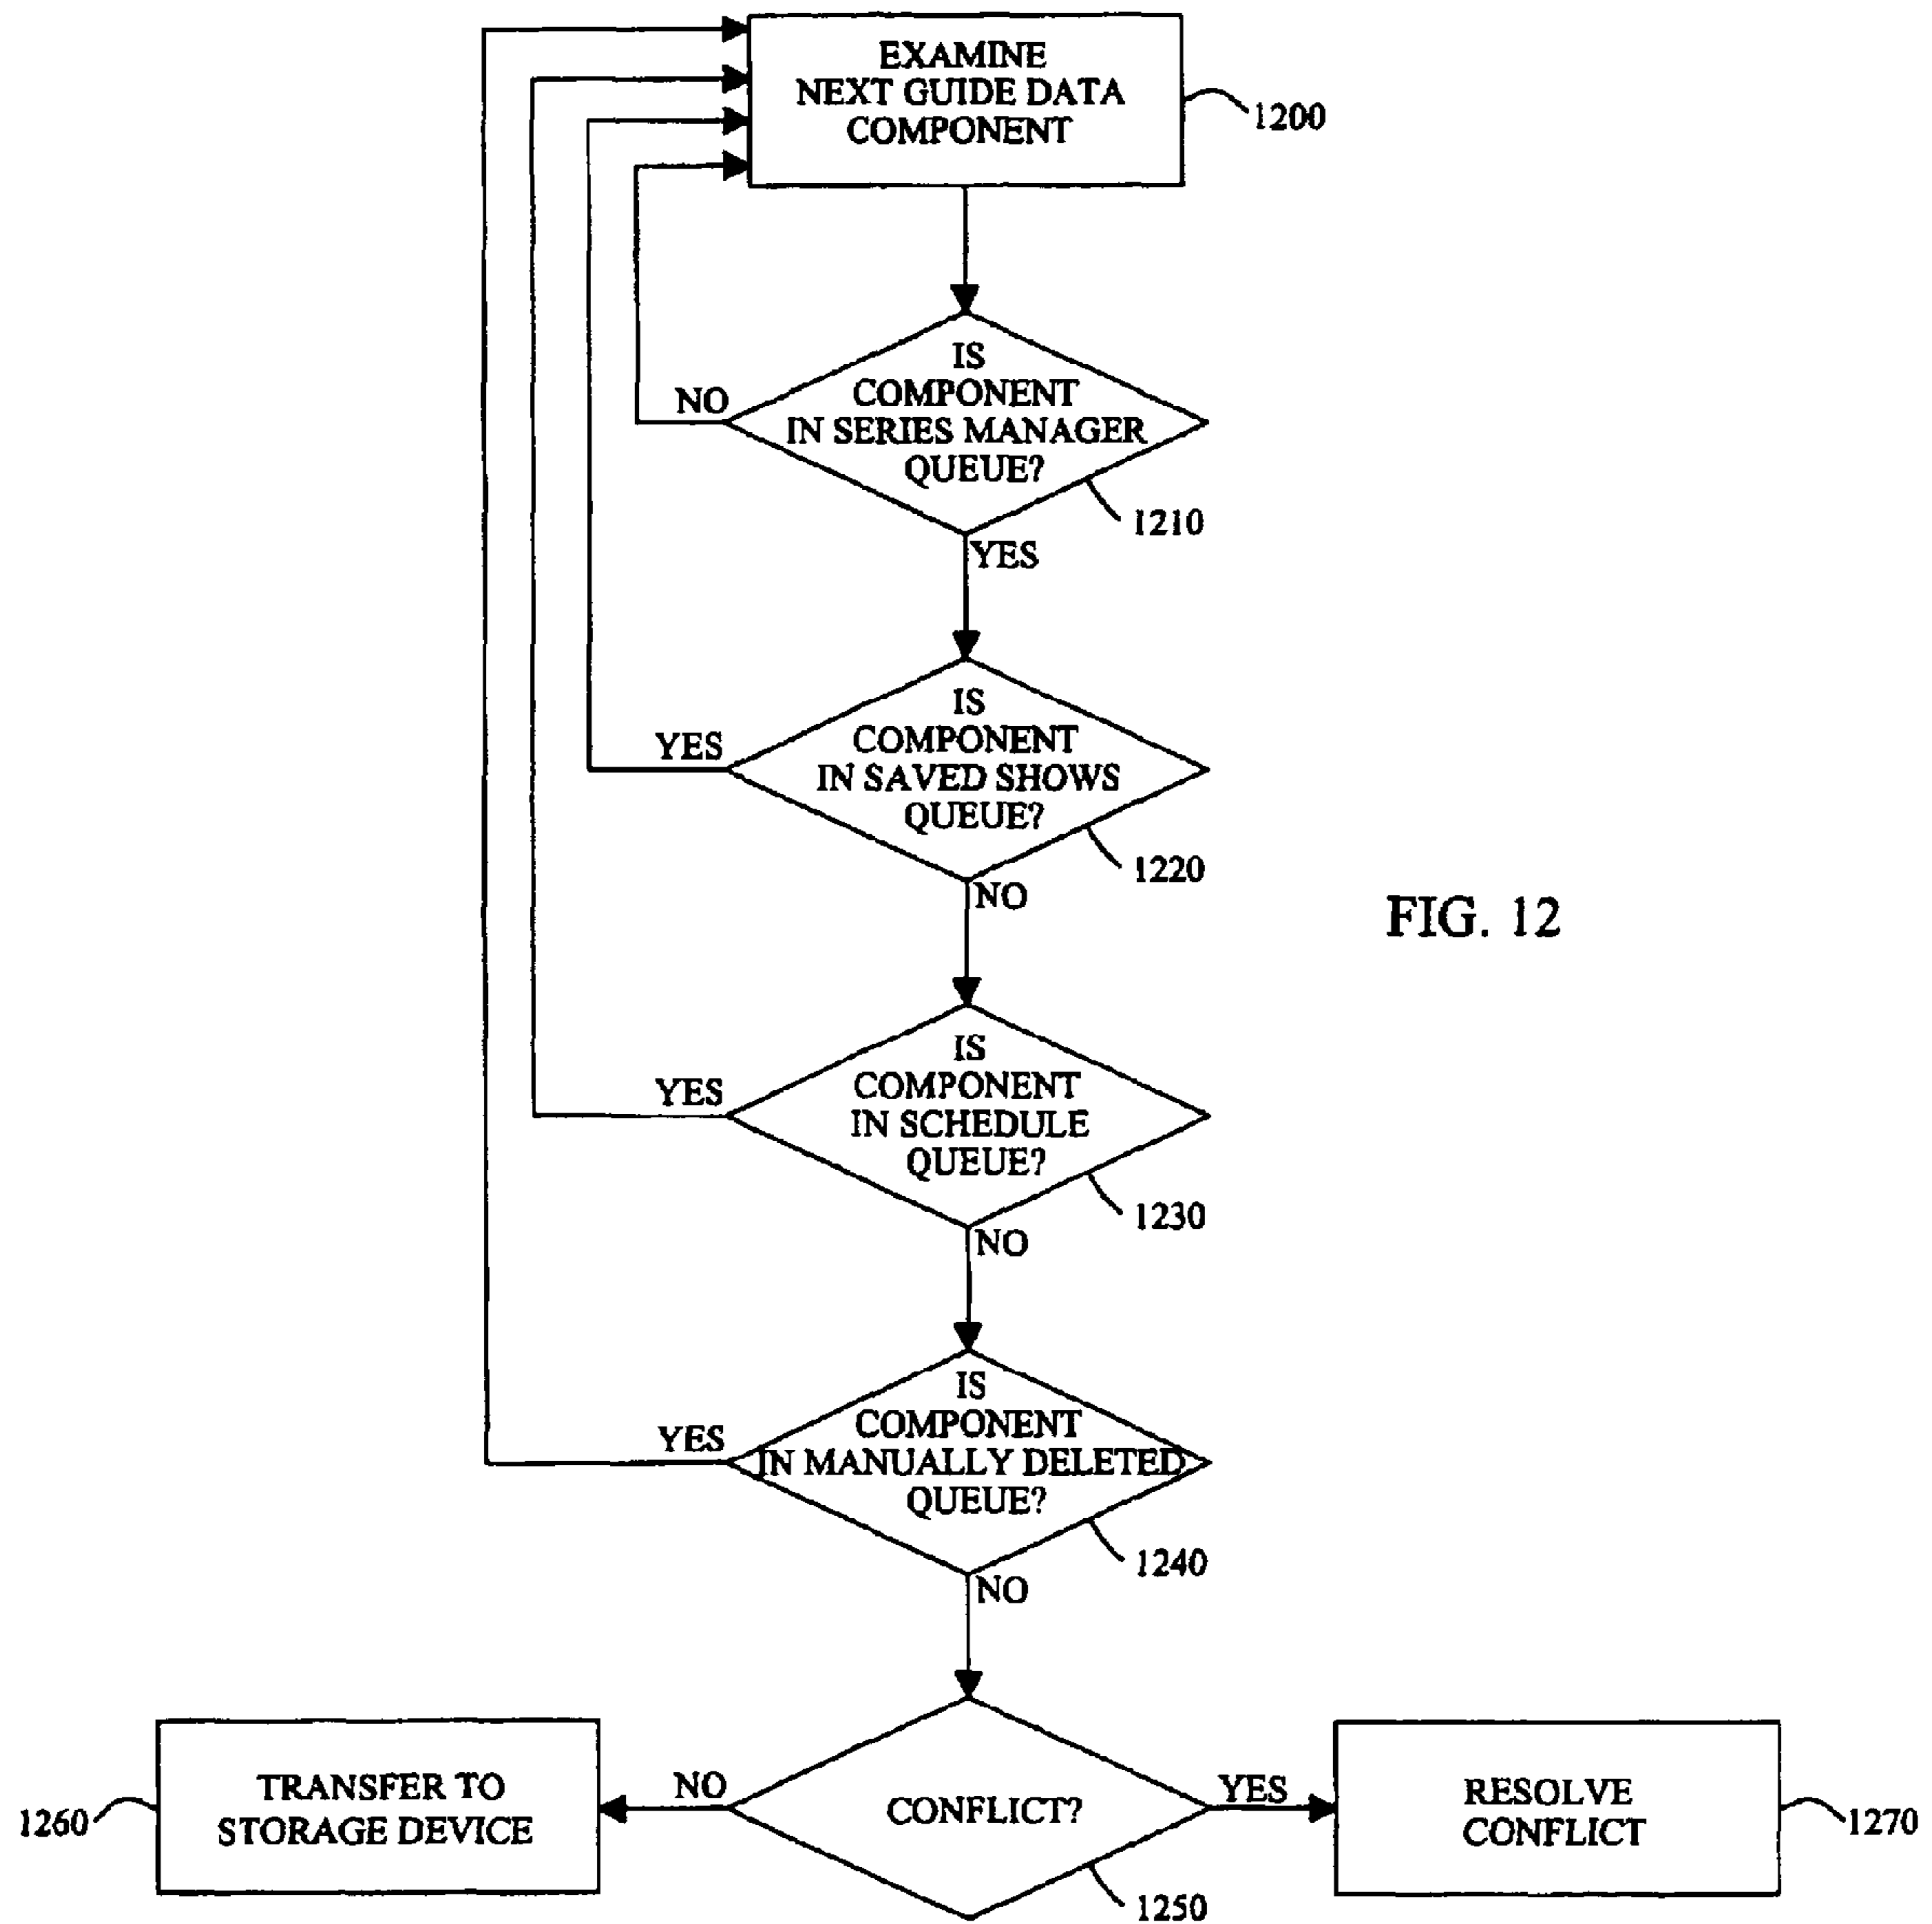 EXAMINE
NEXT GUIDE DATA
COMPONENT
1200
IS
COMPONENT
IN SERIES MANAGER
QUEUE?
NO
1210
YES
IS
COMPONENT
IN SAVED SHOWS
QUEUE?
YES
1220
NO
FIG. 12
IS
COMPONENT
IN SCHEDULE
QUEUE?
YES
1230
NO
IS
COMPONENT
IN MANUALLY DELETED
QUEUE?
YES
1240
NO
CONFLICT?
1250
NO
TRANSFER TO
STORAGE DEVICE
1260
YES
RESOLVE
CONFLICT
1270